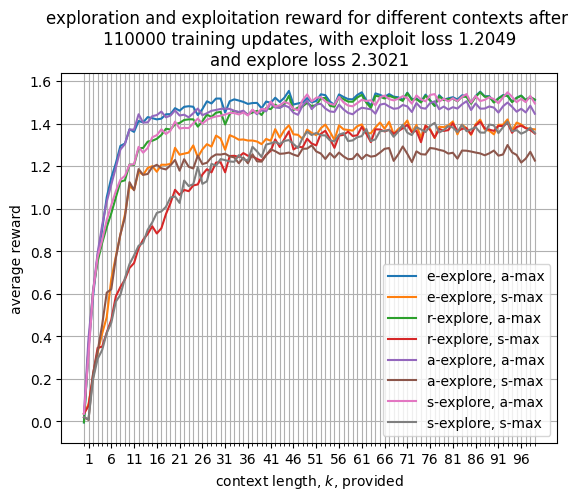 exploration and exploitation reward for different contexts after
110000 training updates, with exploit loss 1.2049
and explore loss 2.3021
1.6
1.4
1.2
1.0
0.8
0.6
0.4
0.2
0.0
average reward
e-explore, a-max
e-explore, s-max
r-explore, a-max
r-explore, s-max
a-explore, a-max
a-explore, s-max
s-explore, a-max
s-explore, s-max
1 6 11 16 21 26 31 36 41 46 51 56 61 66 71 76 81 86 91 96
context length, k, provided